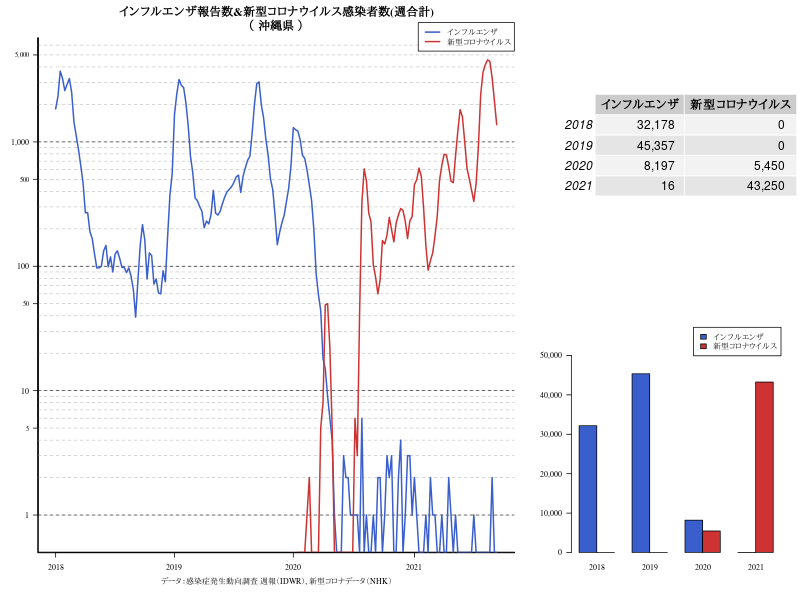 インフルエンザ報告数&新型コロナウイルス感染者数(週合計)
( 沖縄県 )
インフルエンザ
新型コロナウイルス
5,000
1,000
500
100
50
10
5
1
2018 2019 2020 2021
データ:感染症発生動向調査 週報(IDWR)、新型コロナデータ(NHK)
インフルエンザ 新型コロナウイルス
2018 32,178 0
2019 45,357 0
2020 8,197 5,450
2021 16 43,250
インフルエンザ
新型コロナウイルス
50,000
40,000
30,000
20,000
10,000
0
2018 2019 2020 2021